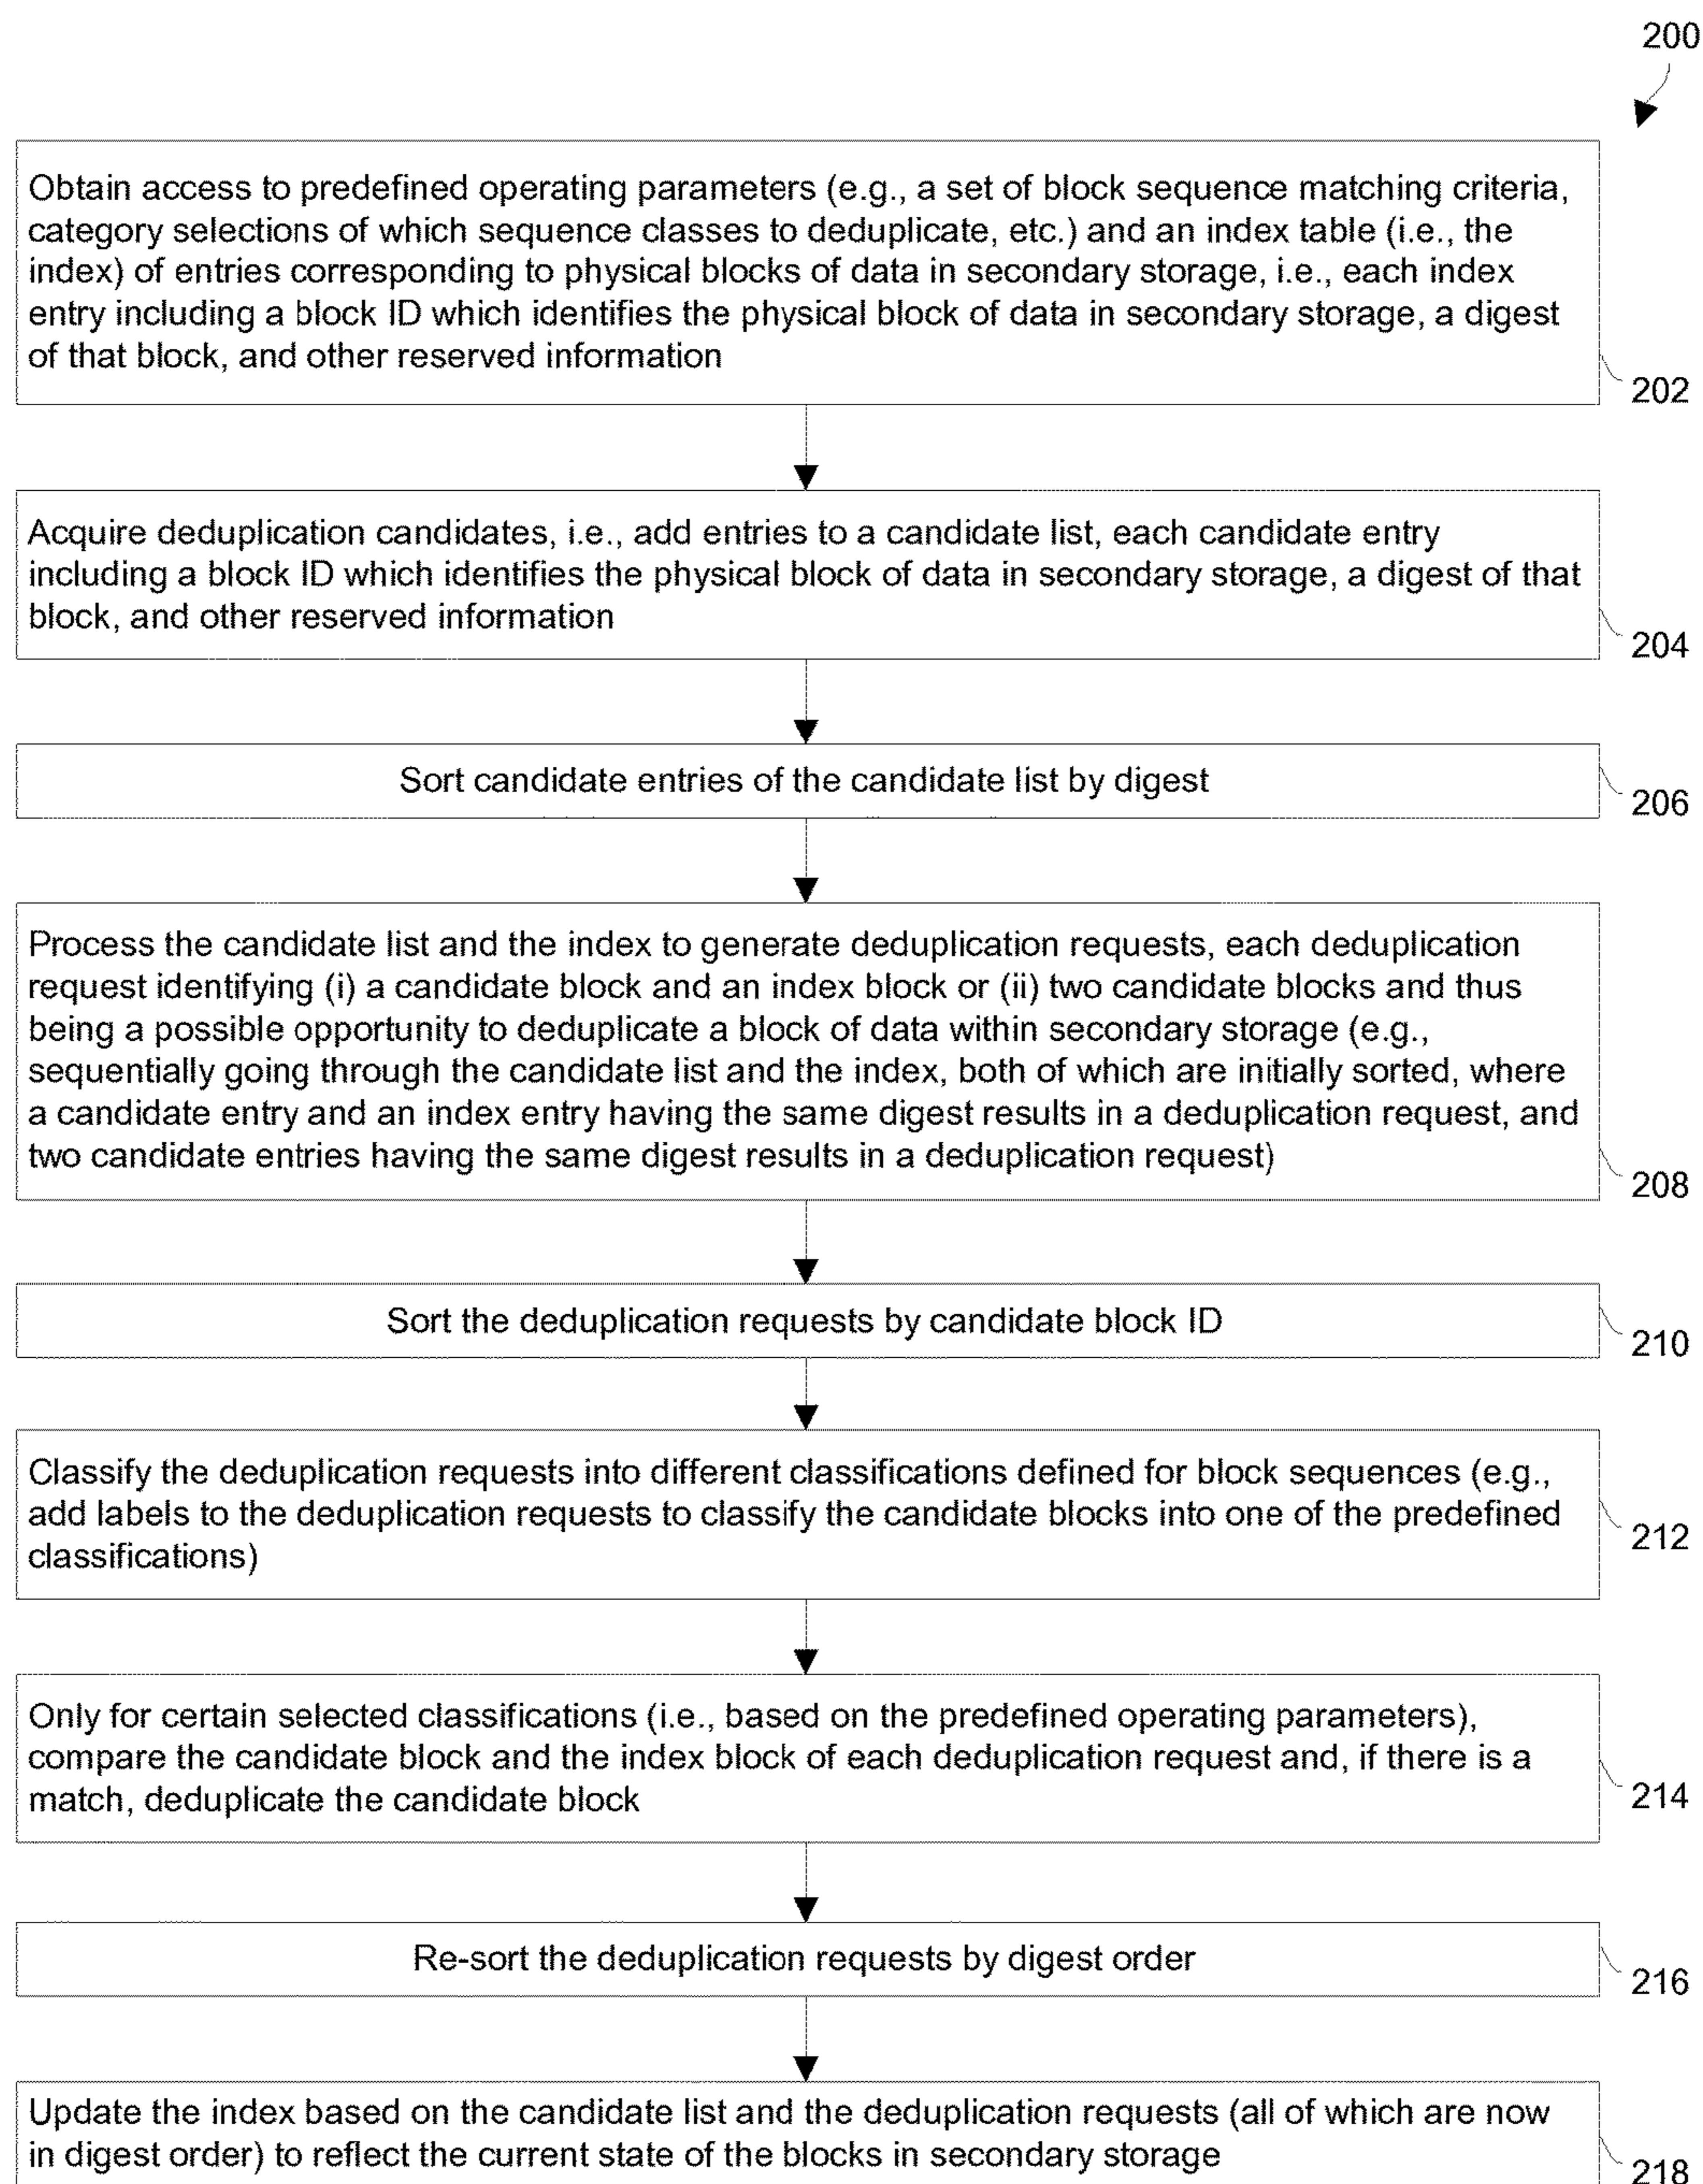 200
Obtain access to predefined operating parameters (e.g., a set of block sequence matching criteria,
category selections of which sequence classes to deduplicate, etc.) and an index table (i.e., the
index) of entries corresponding to physical blocks of data in secondary storage, i.e., each index
entry including a block ID which identifies the physical block of data in secondary storage, a digest
of that block, and other reserved information
202
Acquire deduplication candidates, i.e., add entries to a candidate list, each candidate entry
including a block ID which identifies the physical block of data in secondary storage, a digest of that
block, and other reserved information
204
Sort candidate entries of the candidate list by digest
206
Process the candidate list and the index to generate deduplication requests, each deduplication
request identifying (i) a candidate block and an index block or (ii) two candidate blocks and thus
being a possible opportunity to deduplicate a block of data within secondary storage (e.g.,
sequentially going through the candidate list and the index, both of which are initially sorted, where
a candidate entry and an index entry having the same digest results in a deduplication request, and
two candidate entries having the same digest results in a deduplication request)
208
Sort the deduplication requests by candidate block ID
210
Classify the deduplication requests into different classifications defined for block sequences (e.g.,
add labels to the deduplication requests to classify the candidate blocks into one of the predefined
classifications)
212
Only for certain selected classifications (i.e., based on the predefined operating parameters),
compare the candidate block and the index block of each deduplication request and, if there is a
match, deduplicate the candidate block
214
Re-sort the deduplication requests by digest order
216
Update the index based on the candidate list and the deduplication requests (all of which are now
in digest order) to reflect the current state of the blocks in secondary storage
218